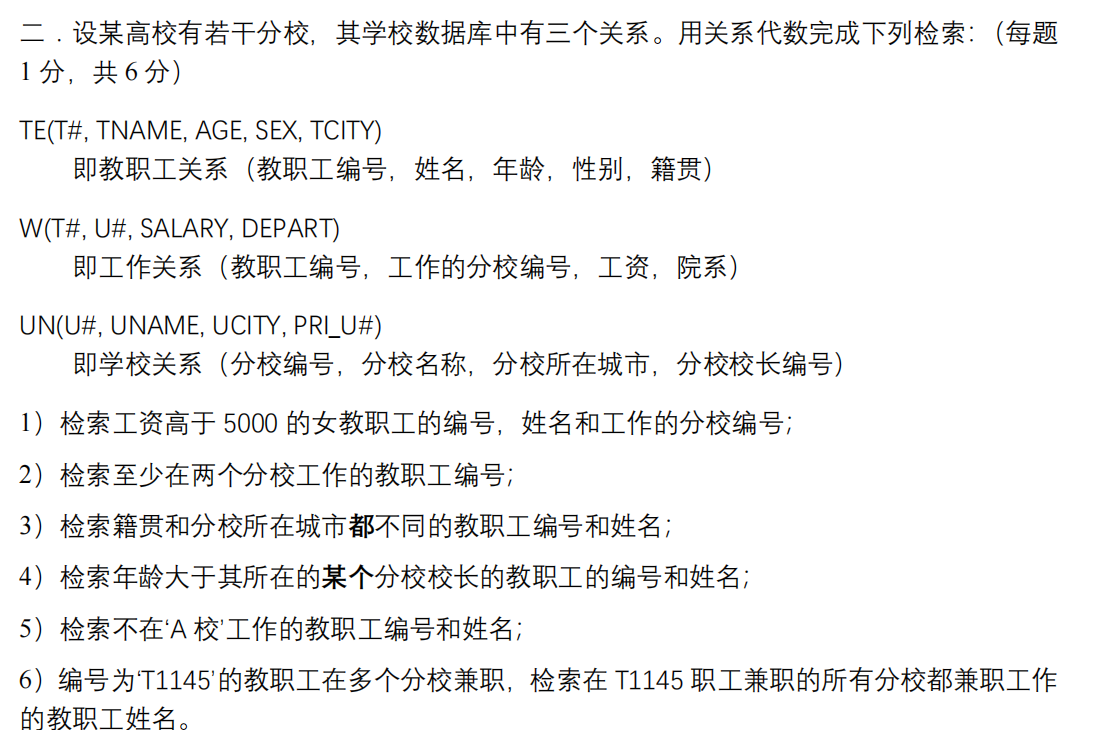 二．设某高校有若干分校，其学校数据库中有三个关系。用关系代数完成下列检索：（每题
1 分，共 6 分）
TE(T#, TNAME, AGE, SEX, TCITY)
即教职工关系（教职工编号，姓名，年龄，性别，籍贯）
W(T#, U#, SALARY, DEPART)
即工作关系（教职工编号，工作的分校编号，工资，院系）
UN(U#, UNAME, UCITY, PRI_U#)
即学校关系（分校编号，分校名称，分校所在城市，分校校长编号）
1）检索工资高于 5000 的女教职工的编号，姓名和工作的分校编号；
2）检索至少在两个分校工作的教职工编号；
3）检索籍贯和分校所在城市都不同的教职工编号和姓名；
4）检索年龄大于其所在的某个分校校长的教职工的编号和姓名；
5）检索不在‘A 校’工作的教职工编号和姓名；
6）编号为‘T1145’的教职工在多个分校兼职，检索在 T1145 职工兼职的所有分校都兼职工作
的教职工姓名。